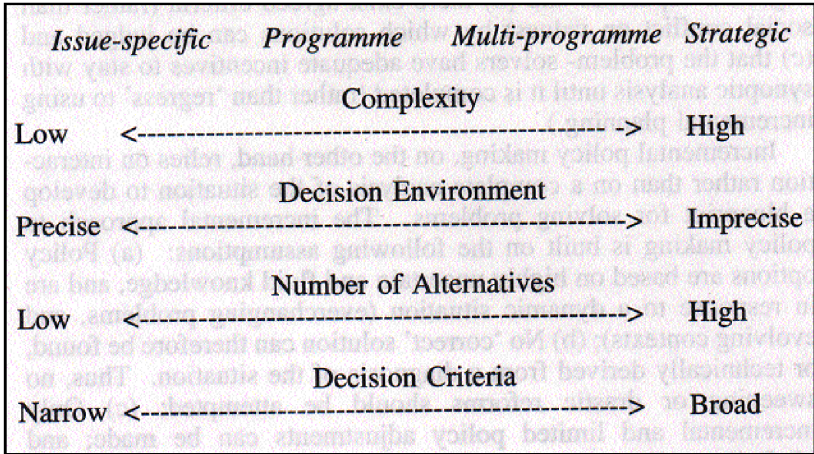 Issue-specific Programme Multi-programme Strategic
Complexity
Low <-----------------------------------------------------> High
Decision Environment
Precise <-----------------------------------------------------> Imprecise
Number of Alternatives
Low <-----------------------------------------------------> High
Decision Criteria
Narrow <-----------------------------------------------------> Broad